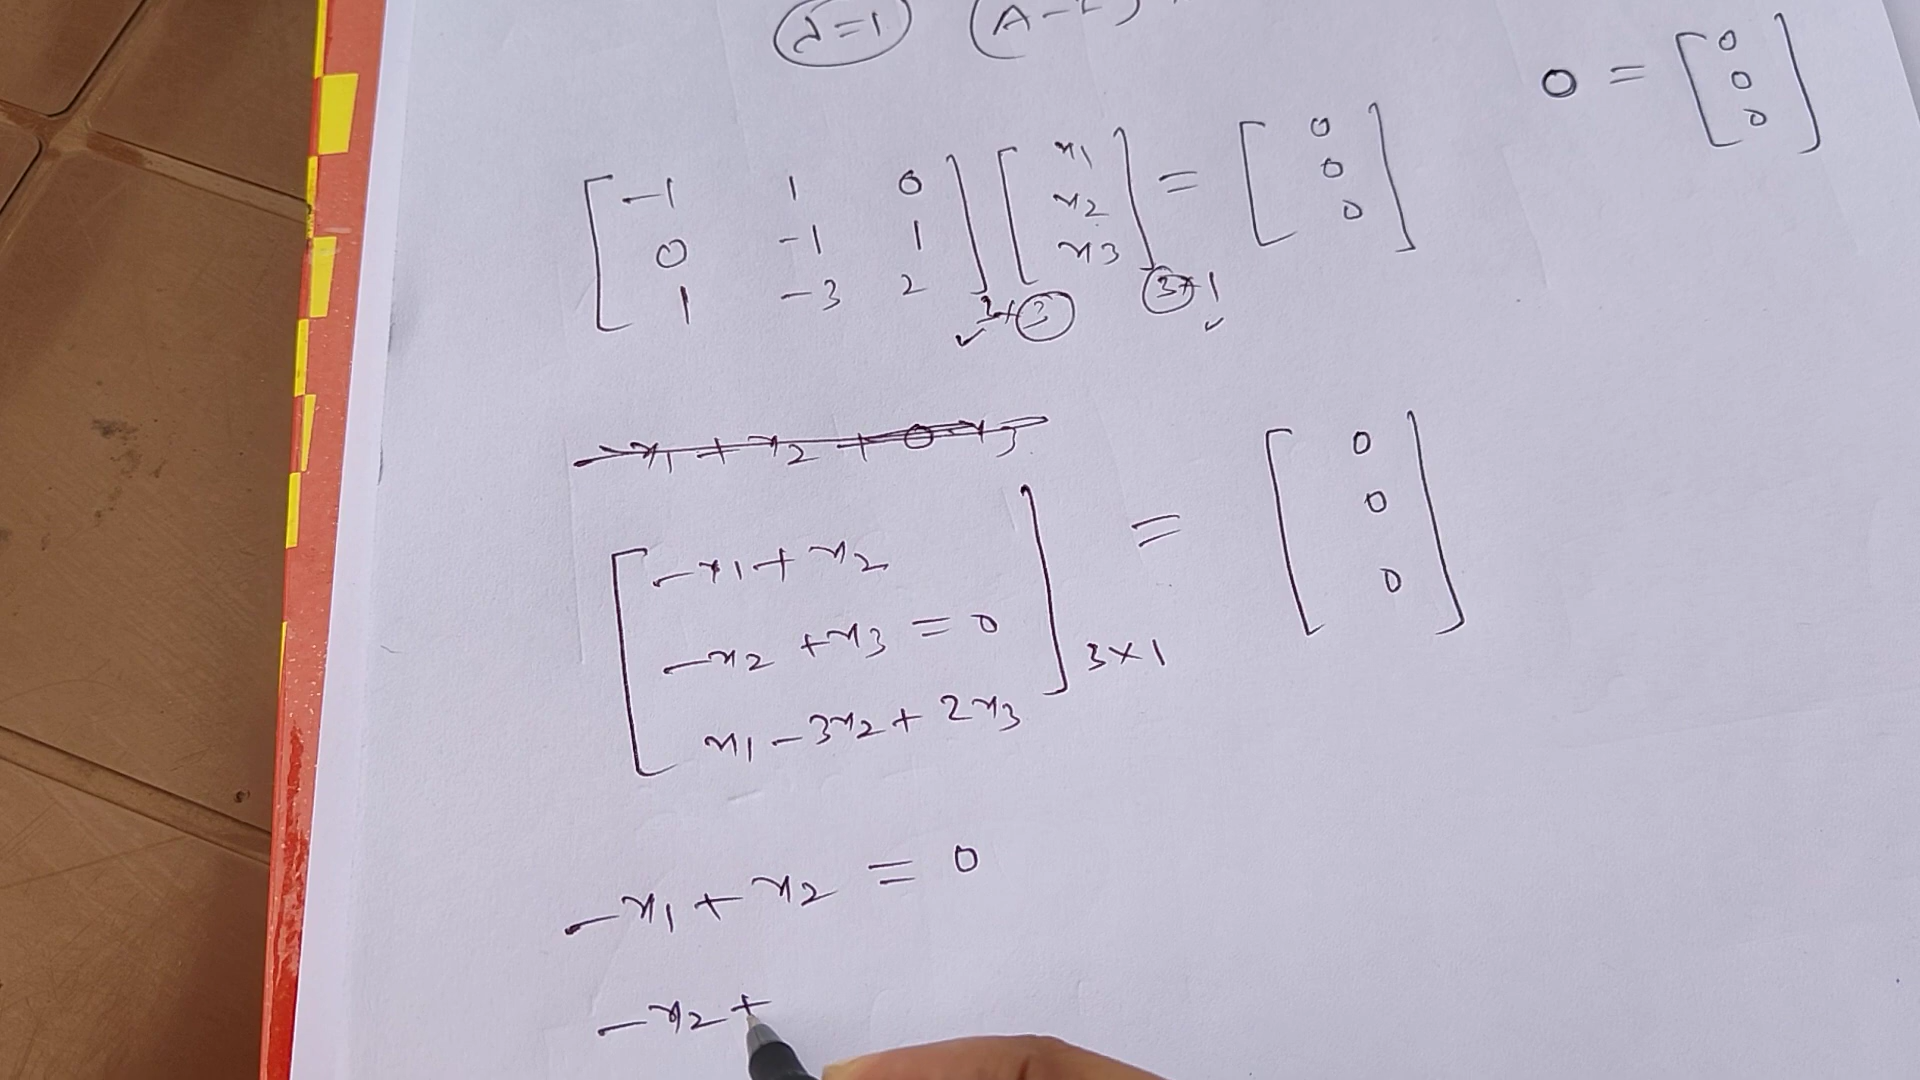 λ=1 (A-I)
0 = [0 0 0]
[-1 1 0 [x1 = [0
0 -1 1 x2 0
1 -3 2]3×3 x3]3×1 0]
-x1 + x2 + 0x3
[-x1 + x2 = [0
-x2 + x3 = 0 0
x1 - 3x2 + 2x3]3×1 0]
-x1 + x2 = 0
-x2 +